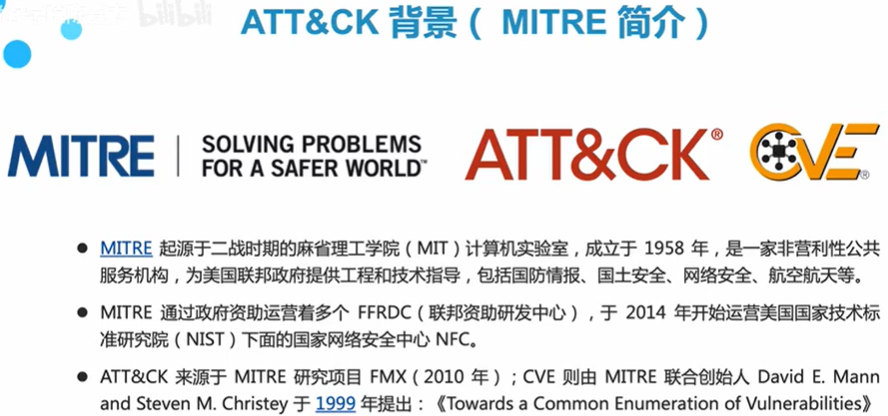 bilibili
ATT&CK 背景（ MITRE 简介）
MITRE | SOLVING PROBLEMS
FOR A SAFER WORLD™
ATT&CK®
CVE®
● MITRE 起源于二战时期的麻省理工学院（MIT）计算机实验室，成立于 1958 年，是一家非营利性公共
服务机构，为美国联邦政府提供工程和技术指导，包括国防情报、国土安全、网络安全、航空航天等。
● MITRE 通过政府资助运营着多个 FFRDC（联邦资助研发中心），于 2014 年开始运营美国国家技术标
准研究院（NIST）下面的国家网络安全中心 NFC。
● ATT&CK 来源于 MITRE 研究项目 FMX（2010 年）；CVE 则由 MITRE 联合创始人 David E. Mann
and Steven M. Christey 于 1999 年提出：《Towards a Common Enumeration of Vulnerabilities》